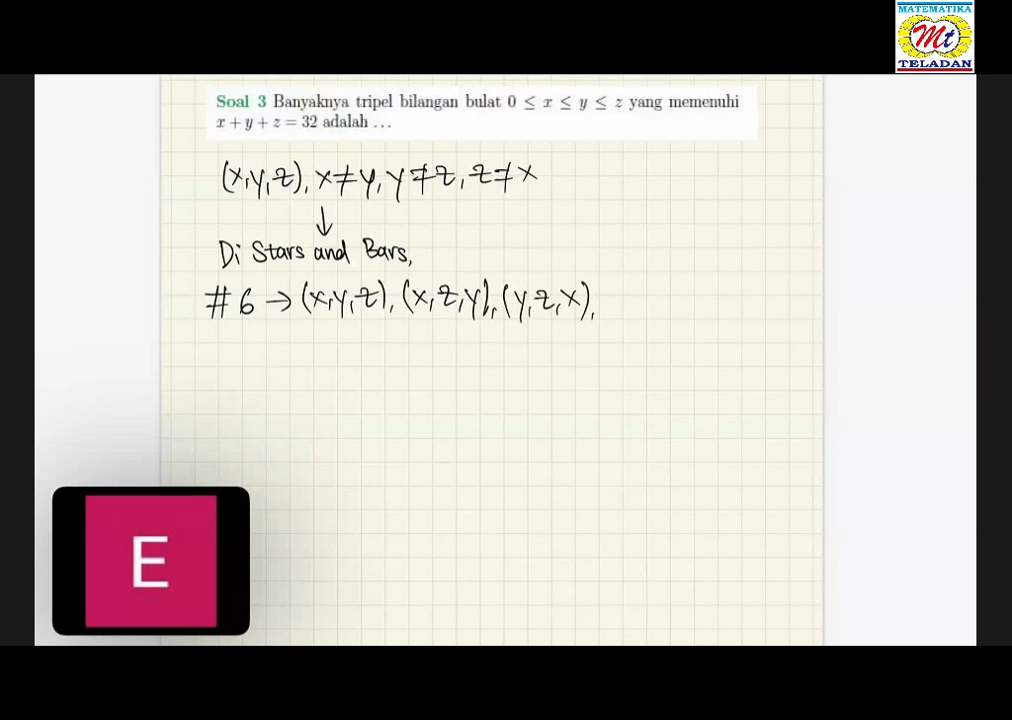 MATEMATIKA
Mt
TELADAN
Soal 3 Banyaknya tripel bilangan bulat 0 ≤ x ≤ y ≤ z yang memenuhi
x + y + z = 32 adalah ...
(x,y,z), x≠y, y≠z, z≠x
↓
Di Stars and Bars,
# 6 → (x,y,z), (x,z,y), (y,z,x),
E